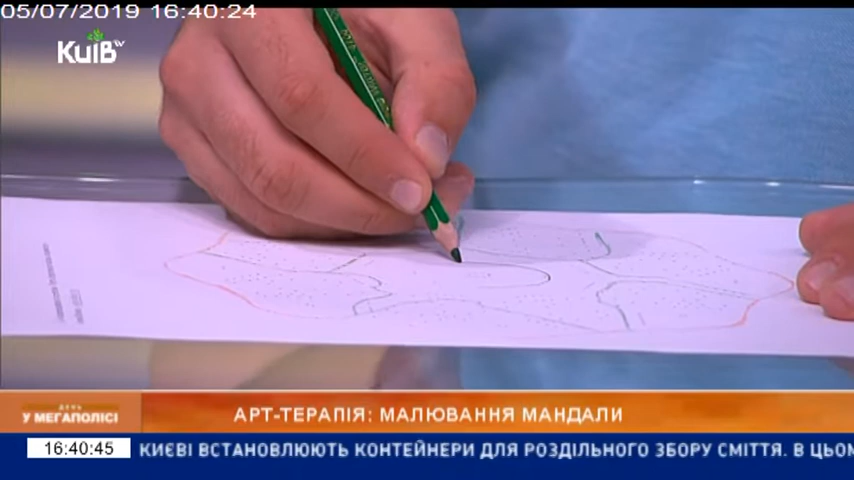 05/07/2019 16:40:24
КиЇВ tv
ДЕНЬ
У МЕГАПОЛІСІ
АРТ-ТЕРАПІЯ: МАЛЮВАННЯ МАНДАЛИ
16:40:45
КИЄВІ ВСТАНОВЛЮЮТЬ КОНТЕЙНЕРИ ДЛЯ РОЗДІЛЬНОГО ЗБОРУ СМІТТЯ. В ЦЬОМ